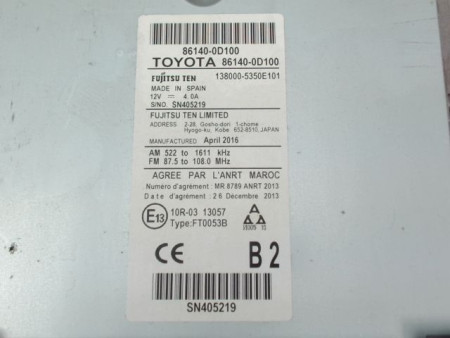 86140-0D100
TOYOTA 86140-0D100
FUJITSU TEN 138000-5350E101
MADE IN SPAIN
12V 4.0A
S/NO. SN405219
FUJITSU TEN LIMITED
ADDRESS 2-28, Gosho-dori 1-chome
Hyogo-ku, Kobe 652-8510, JAPAN
MANUFACTURED April 2016
AM 522 to 1611 kHz
FM 87.5 to 108.0 MHz
AGREE PAR L'ANRT MAROC
Numéro d'agrément: MR 8789 ANRT 2013
Date d'agrément: 26 Décembre 2013
E13 10R-03 13057
Type:FT0053B
CE B2
SN405219